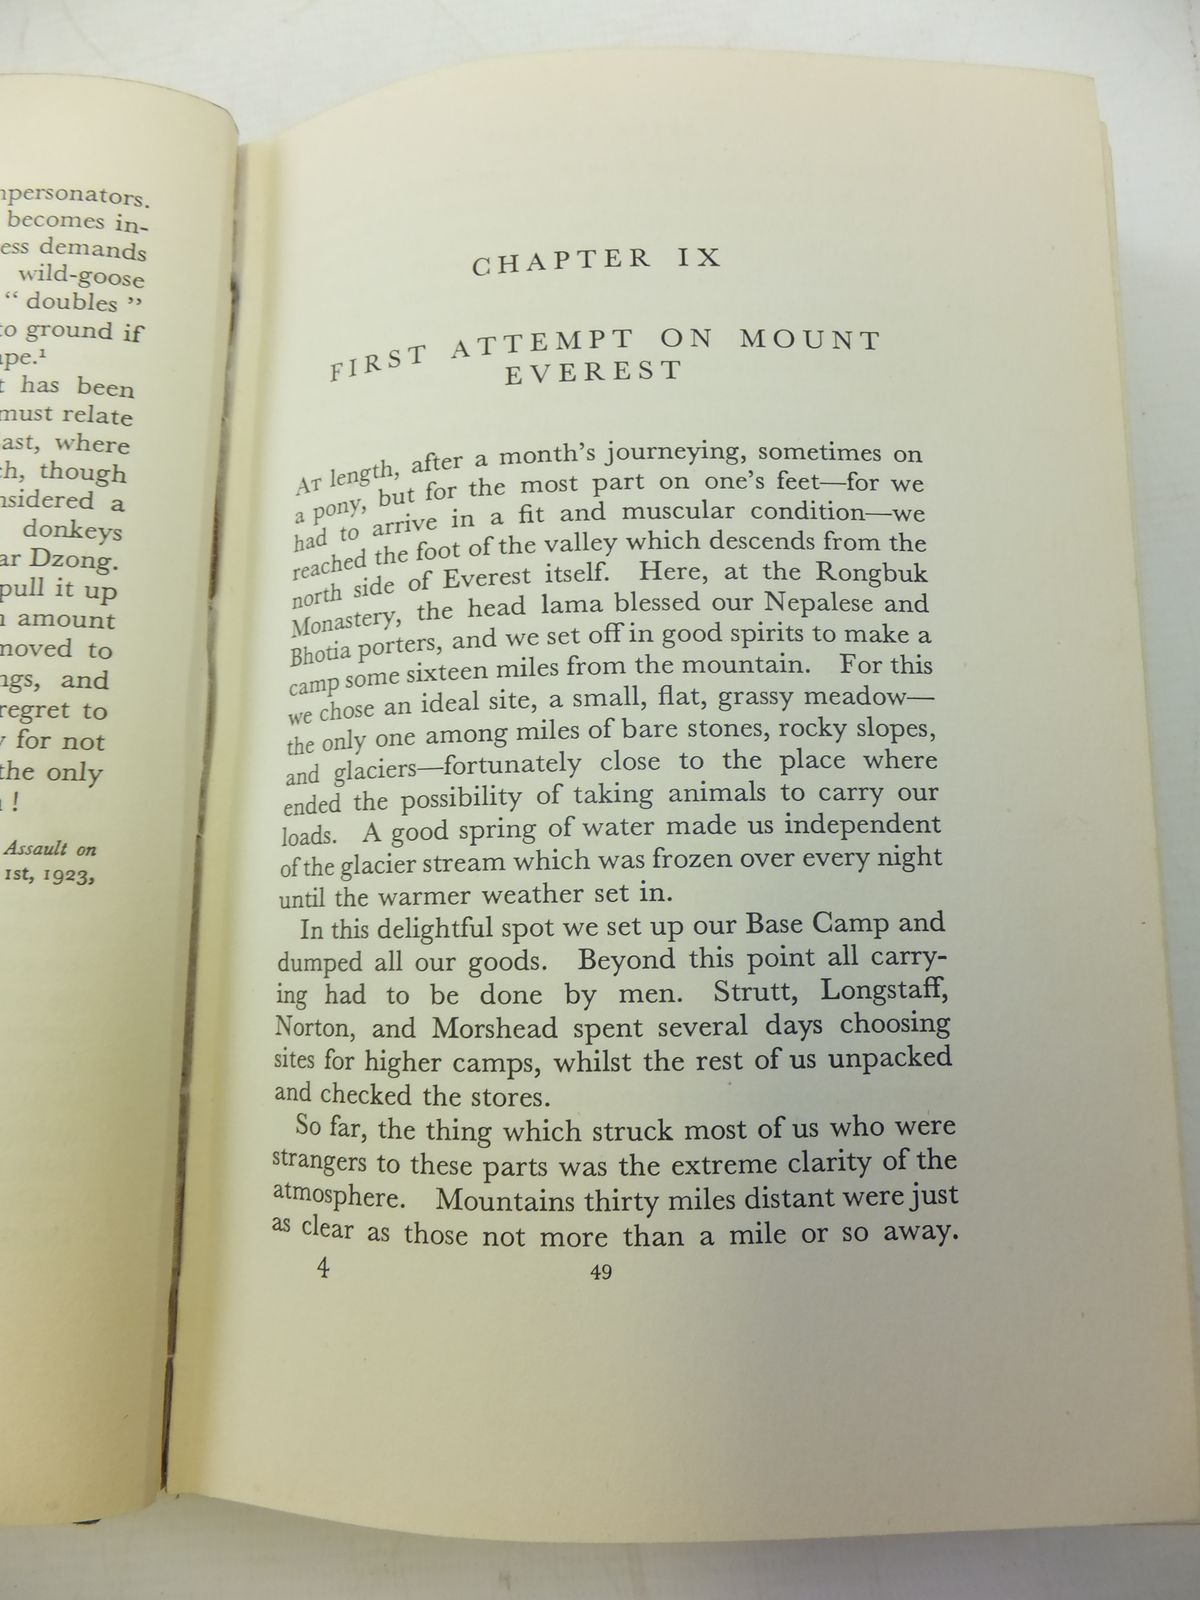 npersonators.
becomes in-
ess demands
wild-goose
“ doubles ”
to ground if
ape.¹
t has been
must relate
ast, where
ch, though
nsidered a
donkeys
ar Dzong.
pull it up
n amount
moved to
ngs, and
regret to
y for not
the only
!
Assault on
1st, 1923,
CHAPTER IX
FIRST ATTEMPT ON MOUNT
EVEREST
AT length, after a month’s journeying, sometimes on
a pony, but for the most part on one’s feet—for we
had to arrive in a fit and muscular condition—we
reached the foot of the valley which descends from the
north side of Everest itself. Here, at the Rongbuk
Monastery, the head lama blessed our Nepalese and
Bhotia porters, and we set off in good spirits to make a
camp some sixteen miles from the mountain. For this
we chose an ideal site, a small, flat, grassy meadow—
the only one among miles of bare stones, rocky slopes,
and glaciers—fortunately close to the place where
ended the possibility of taking animals to carry our
loads. A good spring of water made us independent
of the glacier stream which was frozen over every night
until the warmer weather set in.
In this delightful spot we set up our Base Camp and
dumped all our goods. Beyond this point all carry-
ing had to be done by men. Strutt, Longstaff,
Norton, and Morshead spent several days choosing
sites for higher camps, whilst the rest of us unpacked
and checked the stores.
So far, the thing which struck most of us who were
strangers to these parts was the extreme clarity of the
atmosphere. Mountains thirty miles distant were just
as clear as those not more than a mile or so away.
4 49